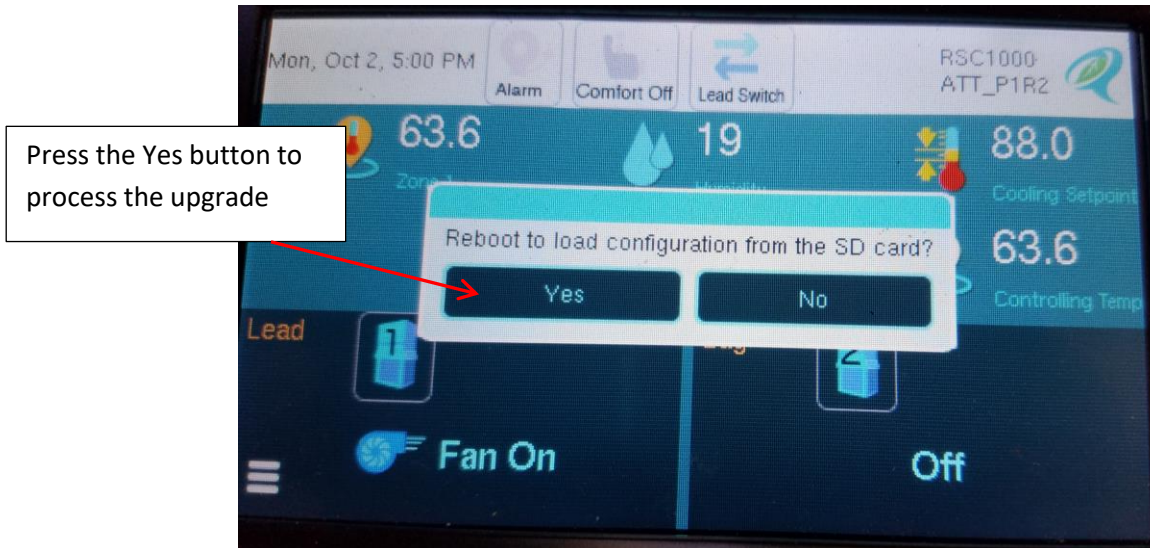 Mon, Oct 2, 5:00 PM
Alarm
Comfort Off
Lead Switch
RSC1000
ATT_P1R2
Press the Yes button to
process the upgrade
63.6
19
88.0
Humidity
Cooling Setpoint
Reboot to load configuration from the SD card?
Yes
No
63.6
Controlling Temp
Lead
1
2
Fan On
Off